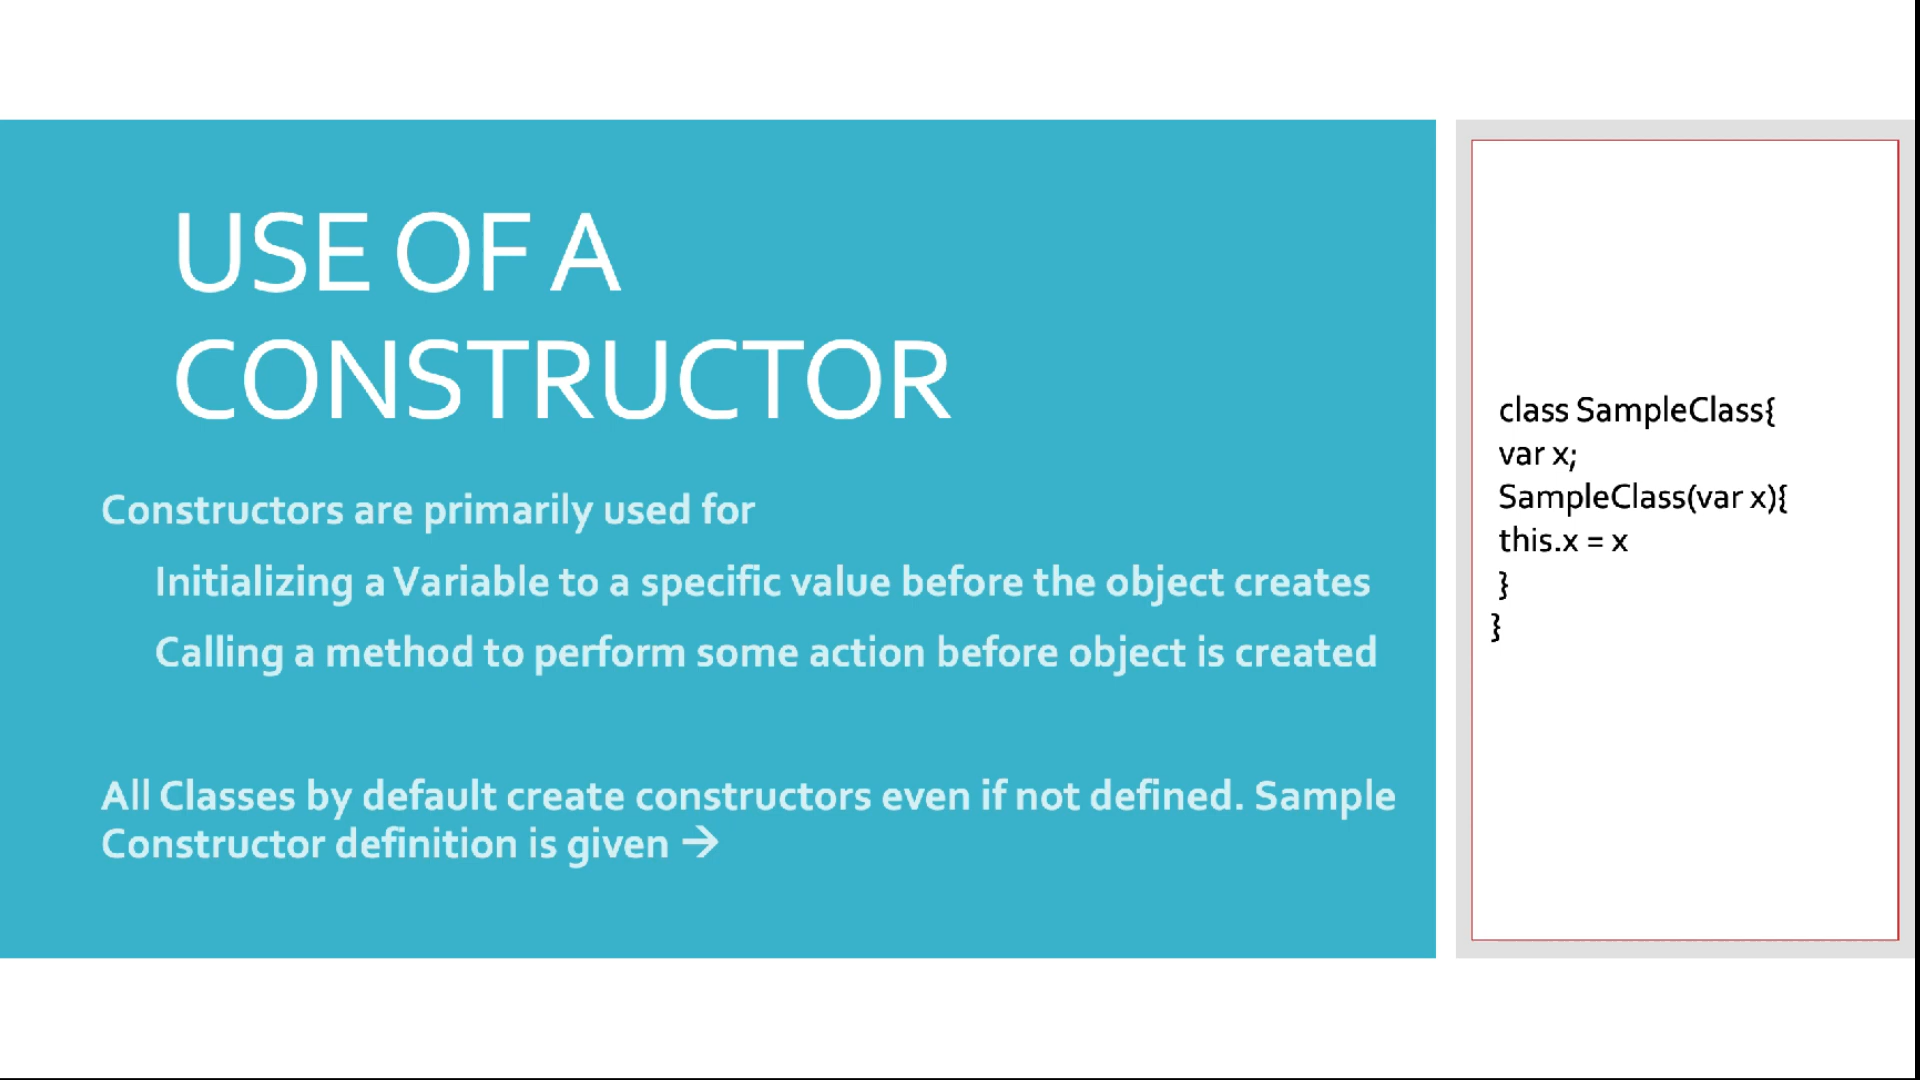 USE OF A
CONSTRUCTOR
Constructors are primarily used for
Initializing a Variable to a specific value before the object creates
Calling a method to perform some action before object is created
All Classes by default create constructors even if not defined. Sample
Constructor definition is given →
class SampleClass{
var x;
SampleClass(var x){
this.x = x
}
}